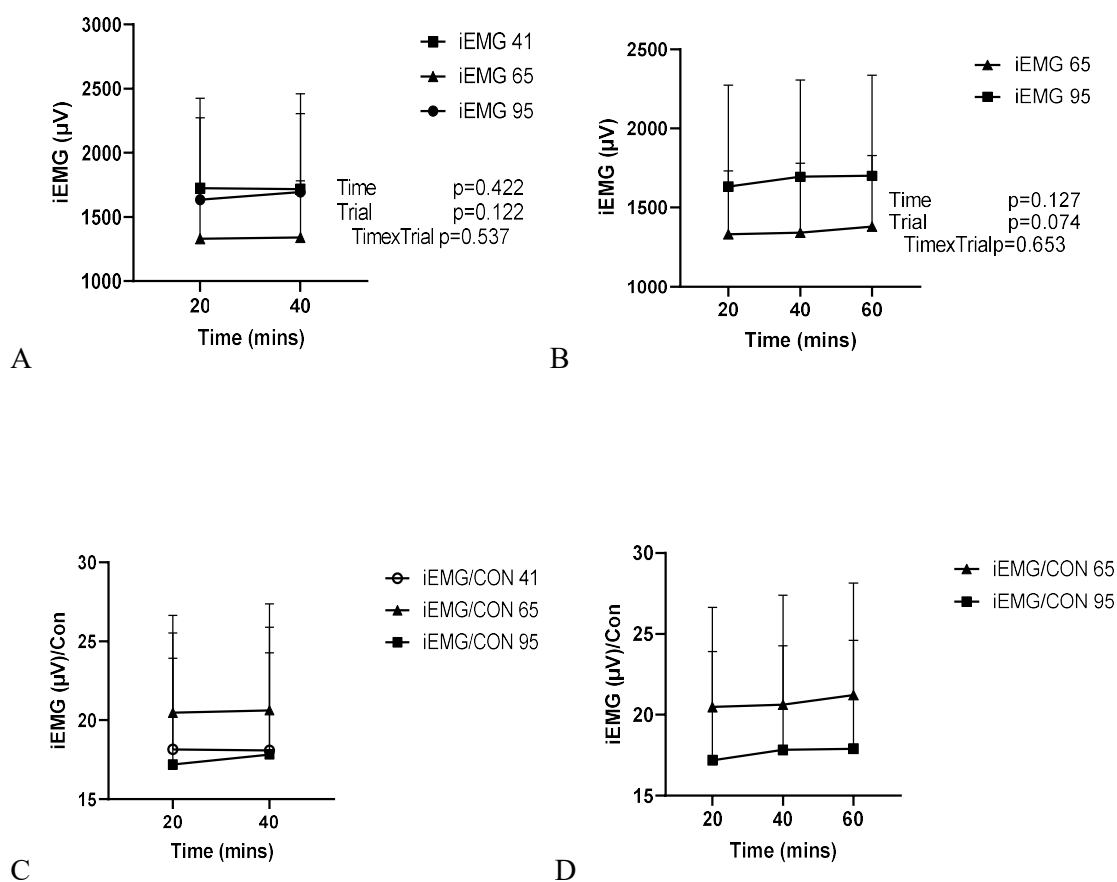 3000
2500
2000
1500
1000
iEMG (µV)
iEMG 41
iEMG 65
iEMG 95
Time p=0.422
Trial p=0.122
TimexTrial p=0.537
20 40
Time (mins)
A
2500
2000
1500
1000
iEMG (µV)
iEMG 65
iEMG 95
Time p=0.127
Trial p=0.074
TimexTrialp=0.653
20 40 60
Time (mins)
B
30
25
20
15
iEMG (µV)/Con
iEMG/CON 41
iEMG/CON 65
iEMG/CON 95
20 40
Time (mins)
C
30
25
20
15
iEMG (µV)/Con
iEMG/CON 65
iEMG/CON 95
20 40 60
Time (mins)
D